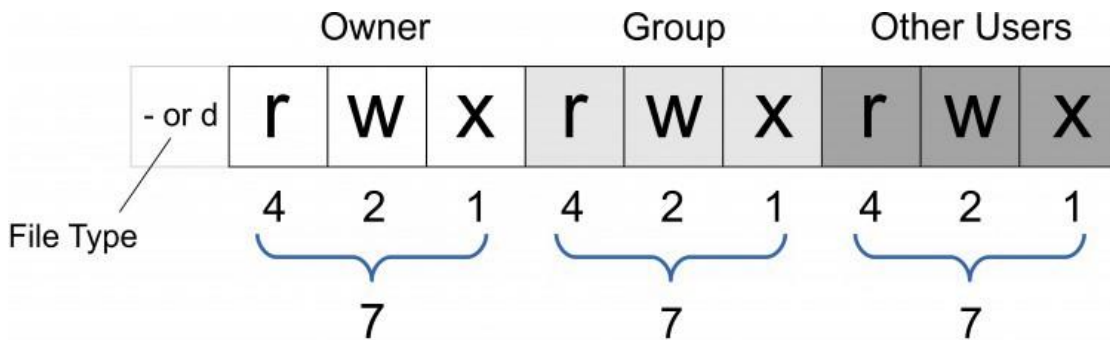 Owner Group Other Users
- or d r w x r w x r w x
4 2 1 4 2 1 4 2 1
File Type
7 7 7